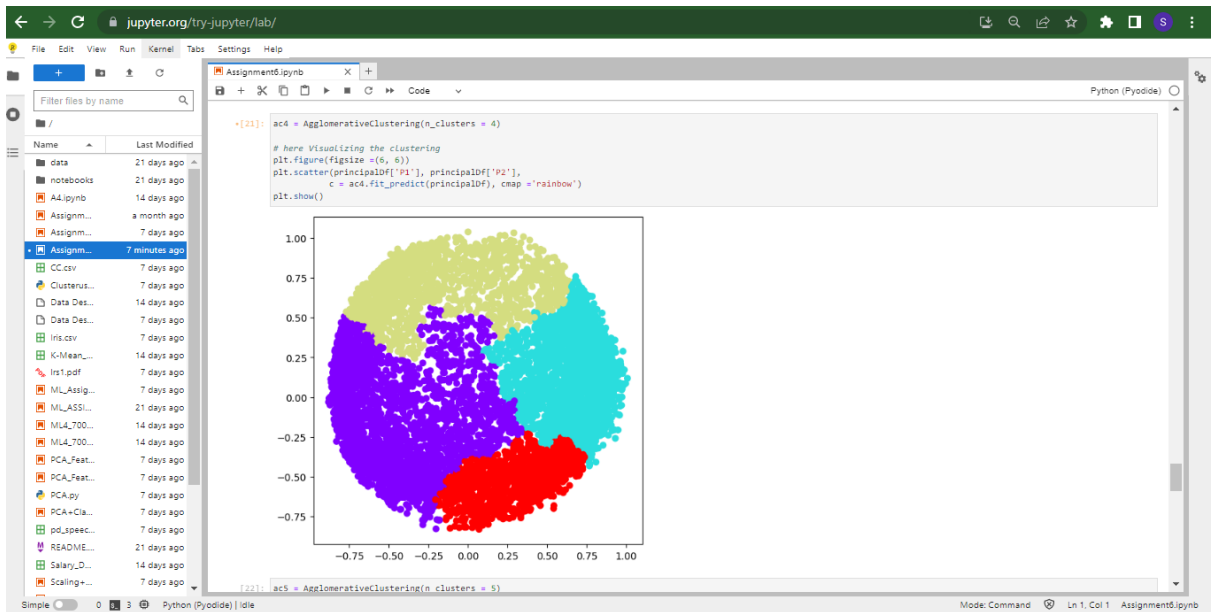 jupyter.org/try-jupyter/lab/
S
File Edit View Run Kernel Tabs Settings Help
Assignment6.ipynb
Filter files by name
Code
Python (Pyodide)
/
Name Last Modified
data 21 days ago
notebooks 21 days ago
A4.ipynb 14 days ago
Assignm... a month ago
Assignm... 7 days ago
Assignm... 7 minutes ago
CC.csv 7 days ago
Clusterus... 7 days ago
Data Des... 14 days ago
Data Des... 7 days ago
Iris.csv 7 days ago
K-Mean_... 14 days ago
lrs1.pdf 7 days ago
ML_Assig... 7 days ago
ML_ASSI... 21 days ago
ML4_700... 14 days ago
ML4_700... 14 days ago
PCA_Feat... 7 days ago
PCA_Feat... 7 days ago
PCA.py 7 days ago
PCA+Cla... 7 days ago
pd_speec... 7 days ago
README.... 21 days ago
Salary_D... 14 days ago
Scaling+... 7 days ago
[21]: ac4 = AgglomerativeClustering(n_clusters = 4)
# here Visualizing the clustering
plt.figure(figsize =(6, 6))
plt.scatter(principalDf['P1'], principalDf['P2'],
c = ac4.fit_predict(principalDf), cmap ='rainbow')
plt.show()
1.00
0.75
0.50
0.25
0.00
−0.25
−0.50
−0.75
−0.75 −0.50 −0.25 0.00 0.25 0.50 0.75 1.00
[22]: ac5 = AgglomerativeClustering(n_clusters = 5)
Simple 0 3 Python (Pyodide) | Idle
Mode: Command Ln 1, Col 1 Assignment6.ipynb